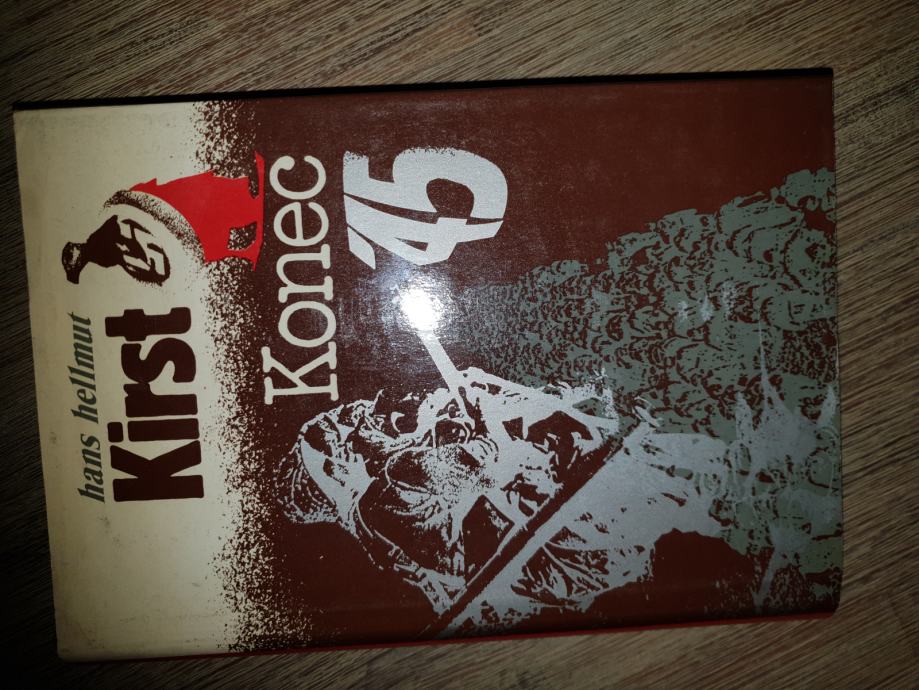 hans hellmut
Kirst
Konec
'45